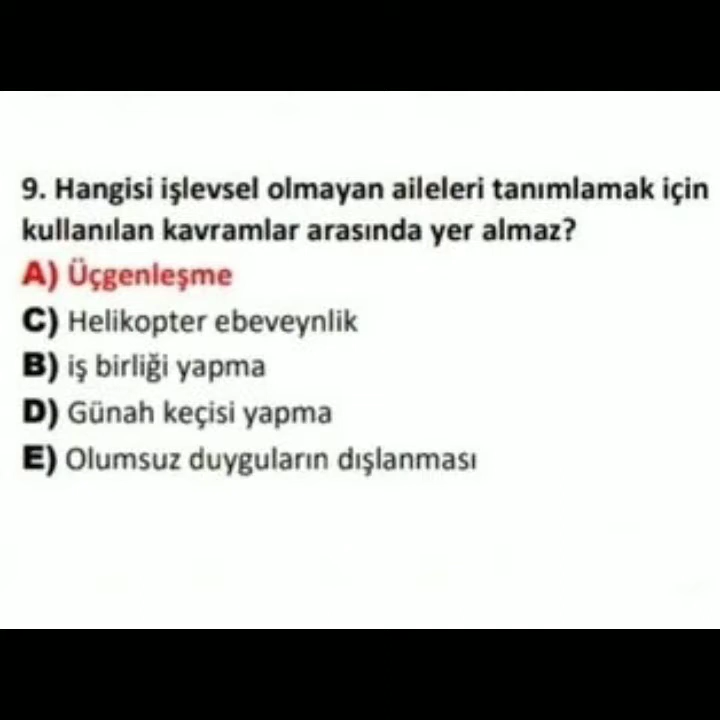 9. Hangisi işlevsel olmayan aileleri tanımlamak için
kullanılan kavramlar arasında yer almaz?
A) Üçgenleşme
C) Helikopter ebeveynlik
B) iş birliği yapma
D) Günah keçisi yapma
E) Olumsuz duyguların dışlanması